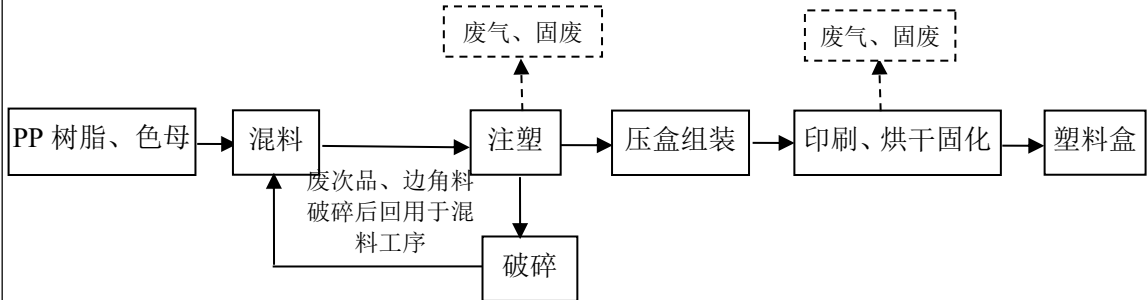 废气、固废
废气、固废
PP 树脂、色母
混料
注塑
压盒组装
印刷、烘干固化
塑料盒
废次品、边角料
破碎后回用于混
料工序
破碎